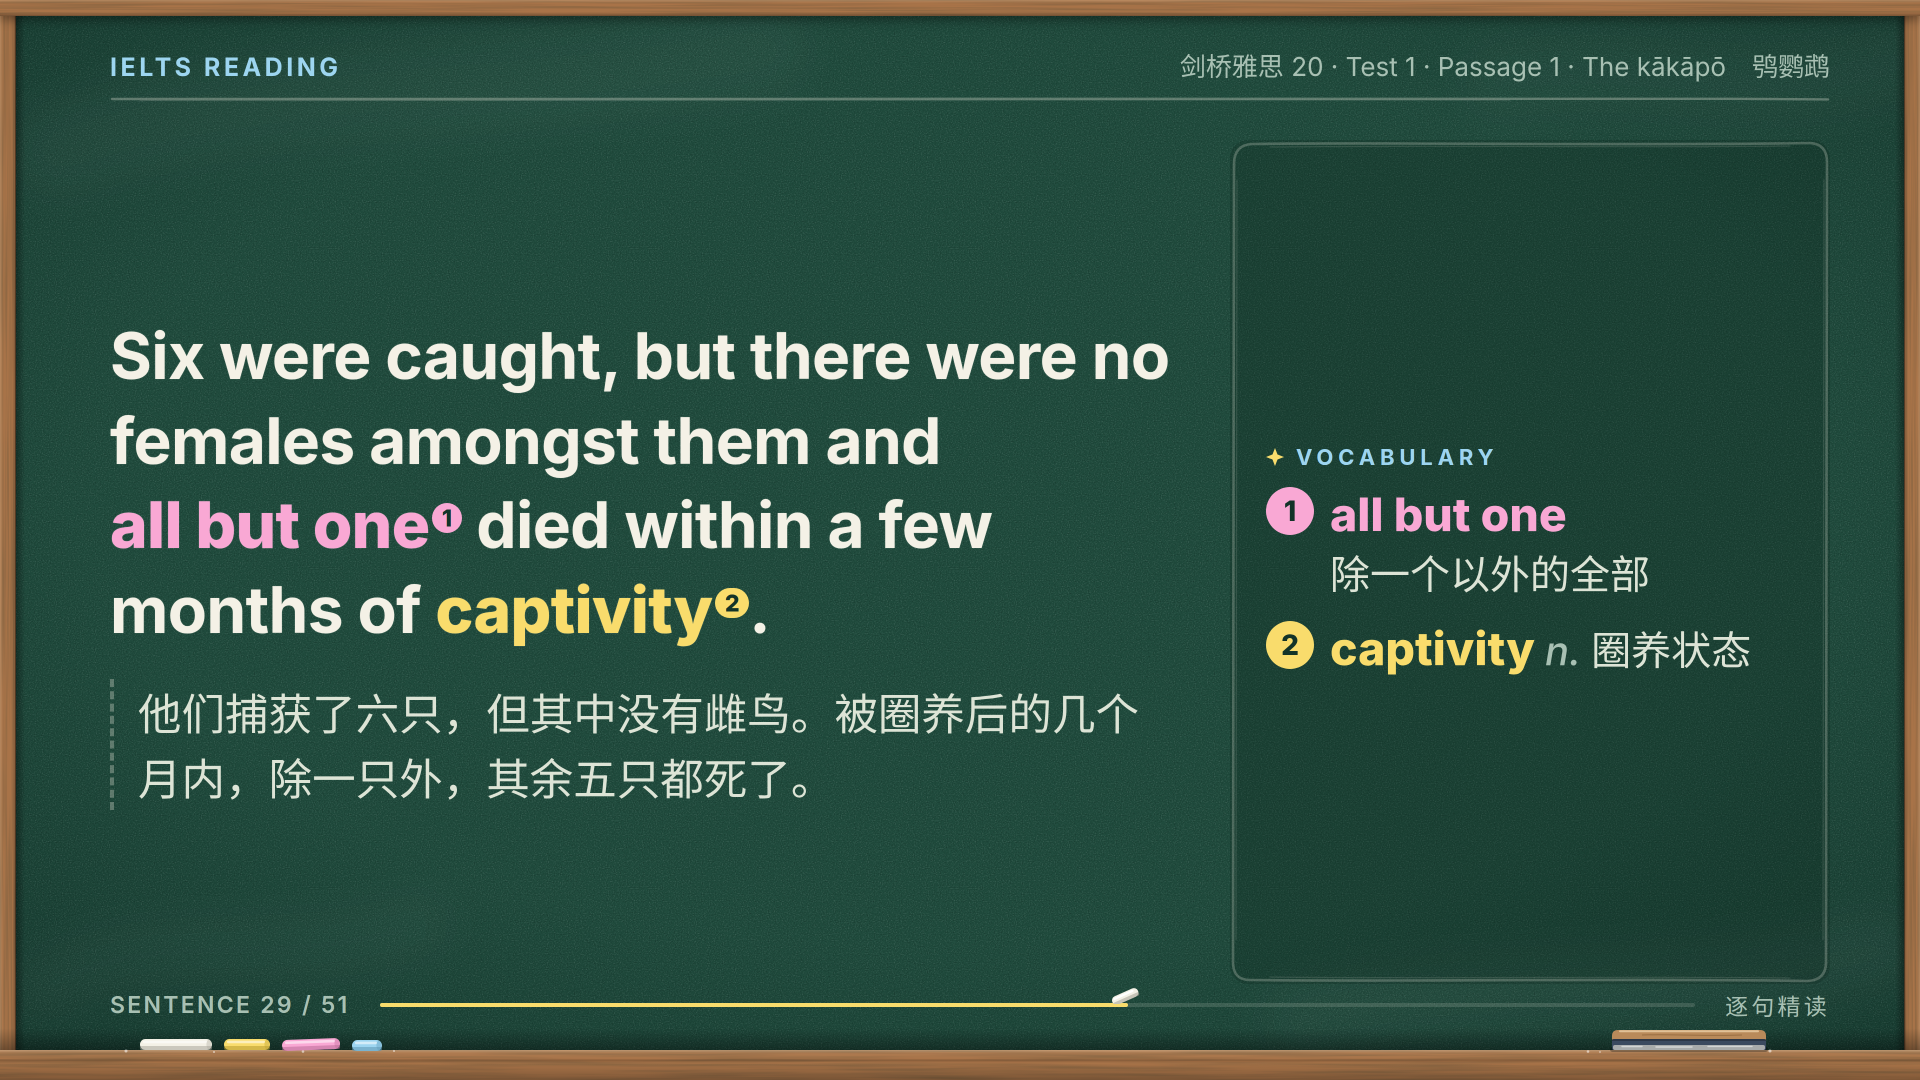 IELTS READING
剑桥雅思 20 · Test 1 · Passage 1 · The kākāpō 鸮鹦鹉
Six were caught, but there were no
females amongst them and
all but one① died within a few
months of captivity②.
他们捕获了六只，但其中没有雌鸟。被圈养后的几个
月内，除一只外，其余五只都死了。
VOCABULARY
1 all but one
除一个以外的全部
2 captivity n. 圈养状态
SENTENCE 29 / 51
逐句精读